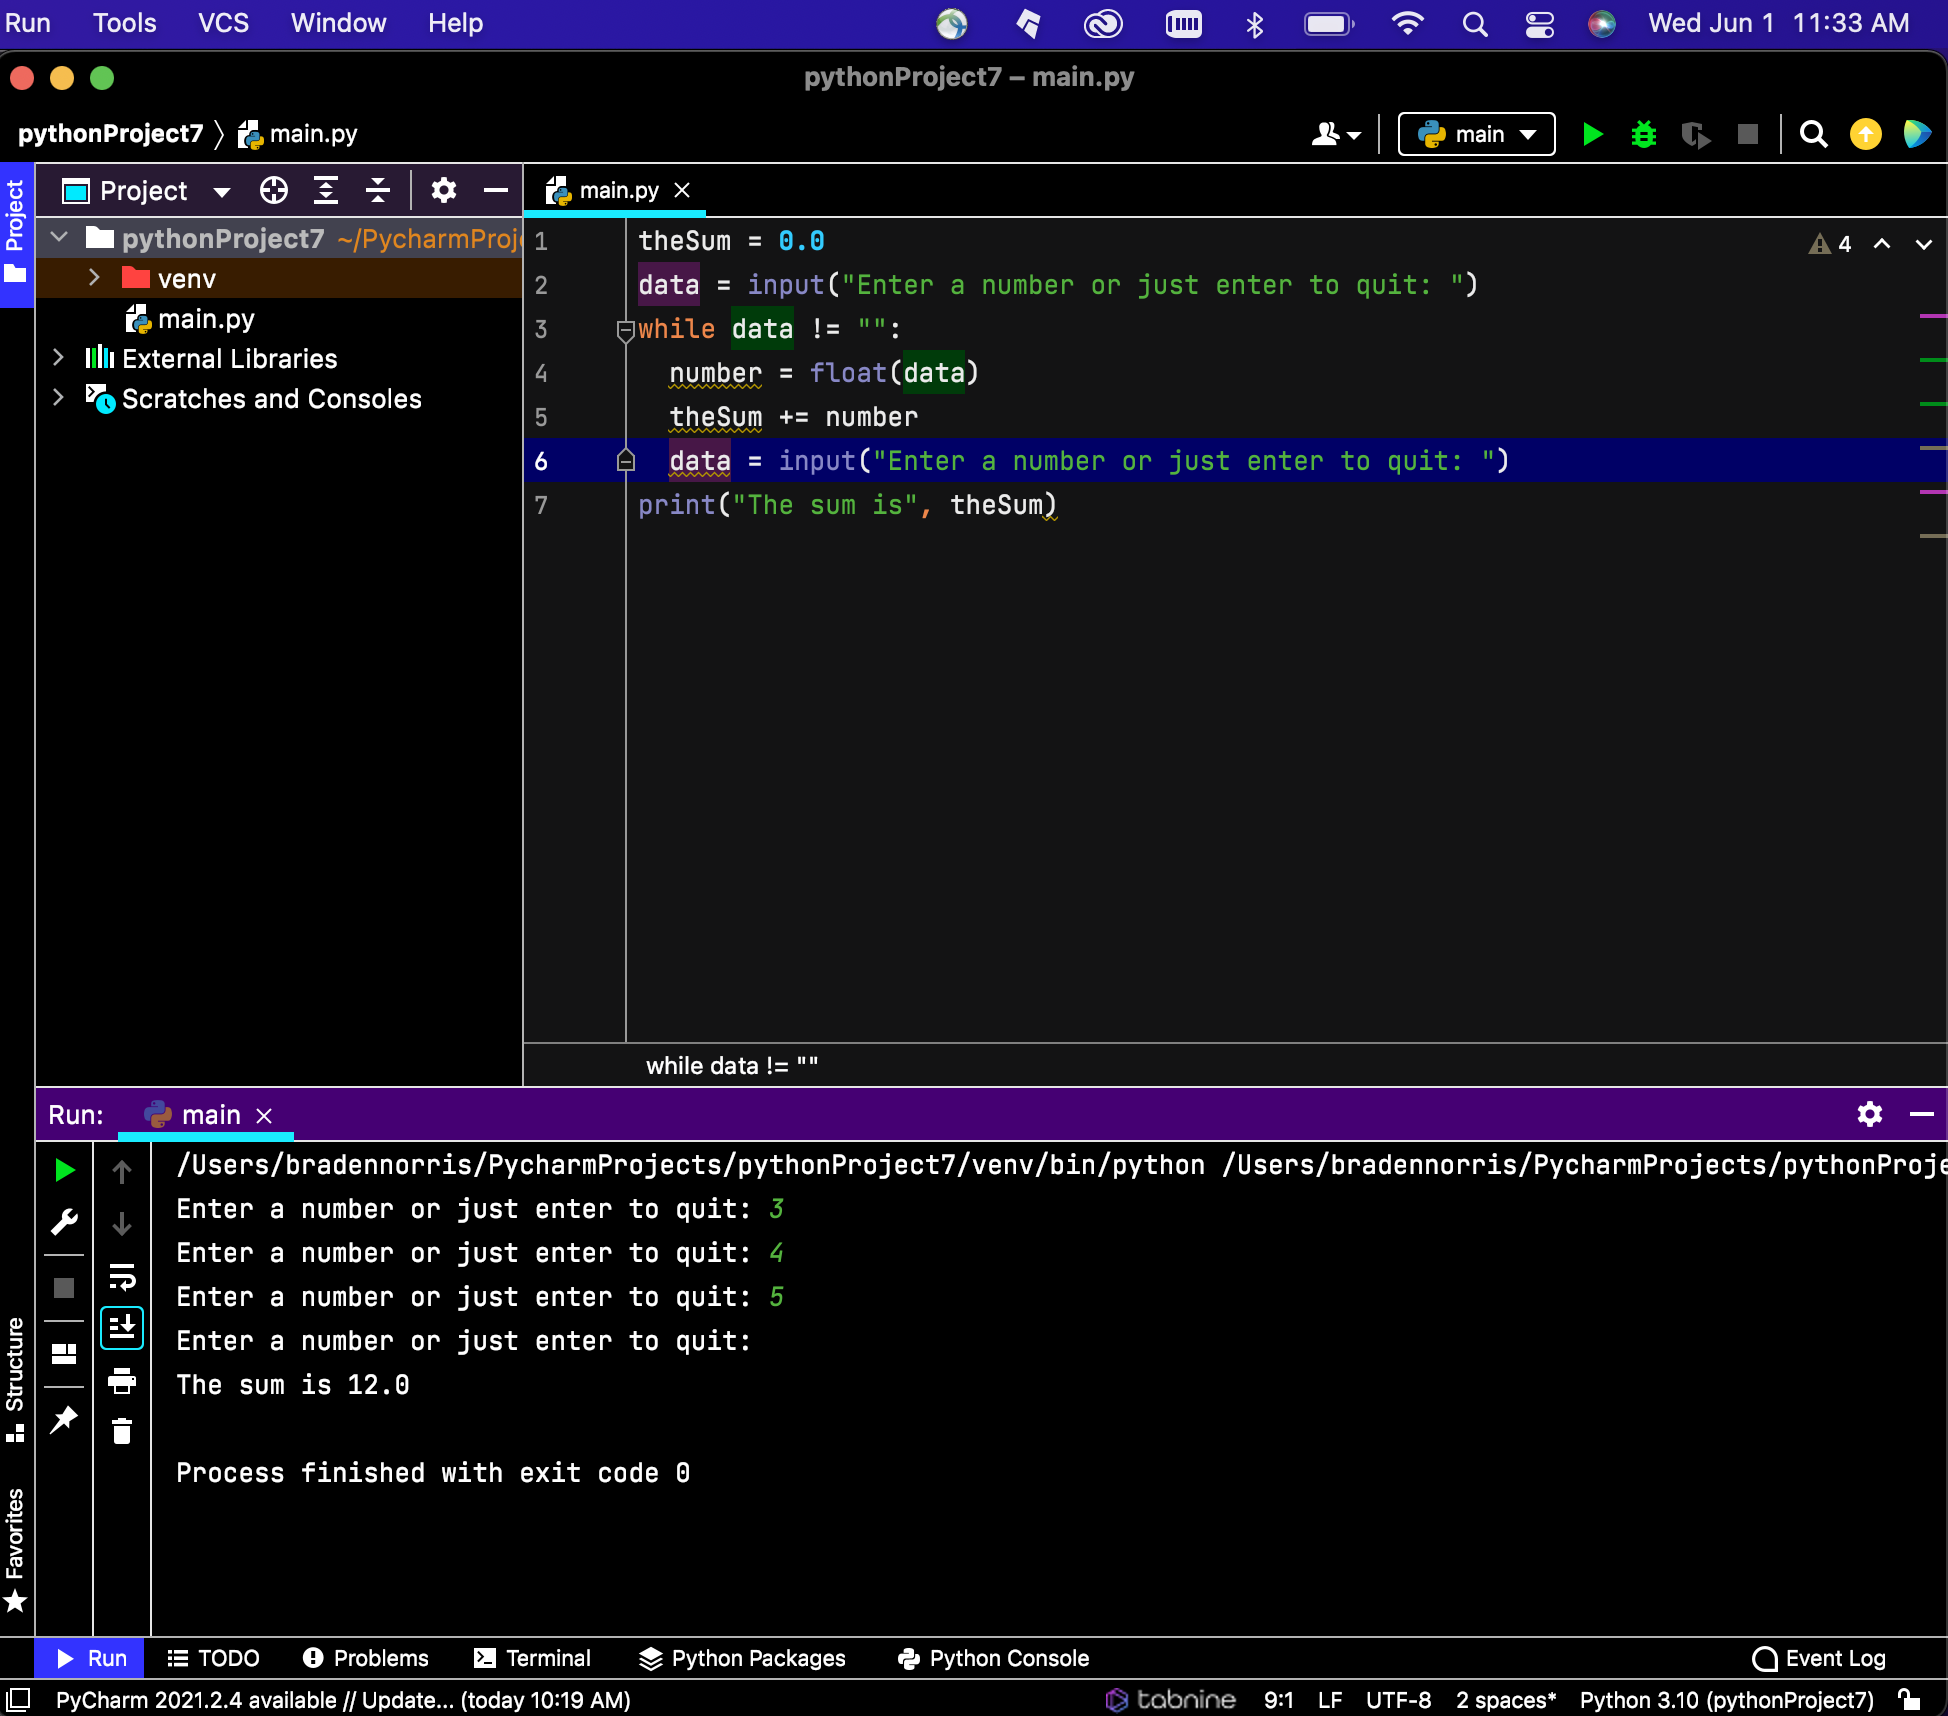 Run Tools VCS Window Help Wed Jun 1 11:33 AM
pythonProject7 – main.py
pythonProject7 〉 main.py main
Project
Project main.py
pythonProject7 ~/PycharmProj
venv
main.py
External Libraries
Scratches and Consoles
4
1 theSum = 0.0
2 data = input("Enter a number or just enter to quit: ")
3 while data != "":
4 number = float(data)
5 theSum += number
6 data = input("Enter a number or just enter to quit: ")
7 print("The sum is", theSum)
while data != ""
Run: main
/Users/bradennorris/PycharmProjects/pythonProject7/venv/bin/python /Users/bradennorris/PycharmProjects/pythonProje
Enter a number or just enter to quit: 3
Enter a number or just enter to quit: 4
Enter a number or just enter to quit: 5
Enter a number or just enter to quit:
The sum is 12.0
Process finished with exit code 0
Structure
Favorites
Run TODO Problems Terminal Python Packages Python Console Event Log
PyCharm 2021.2.4 available // Update... (today 10:19 AM) tabnine 9:1 LF UTF-8 2 spaces* Python 3.10 (pythonProject7)